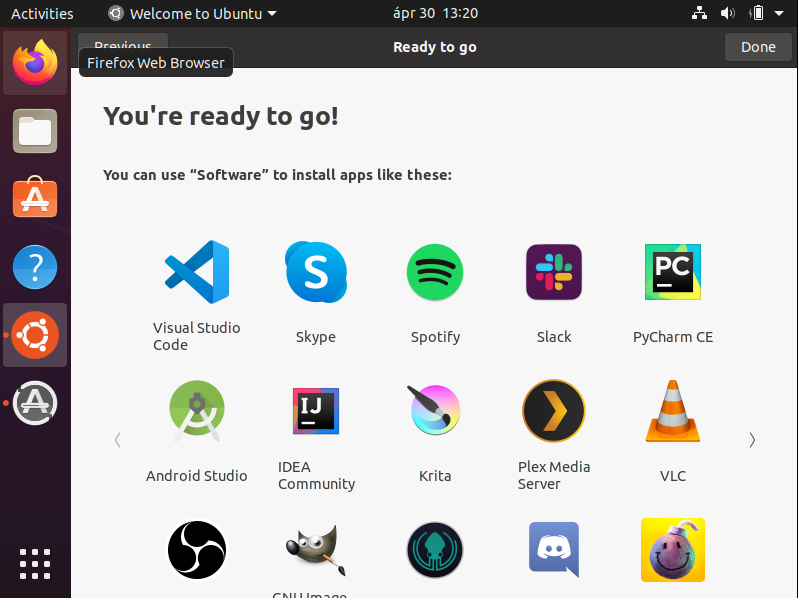 Activities
Welcome to Ubuntu
ápr 30 13:20
Previous
Ready to go
Done
Firefox Web Browser
You're ready to go!
You can use “Software” to install apps like these:
S
PC
Visual Studio
Code
Skype
Spotify
Slack
PyCharm CE
IJ
Android Studio
IDEA
Community
Krita
Plex Media
Server
VLC
GNU Image